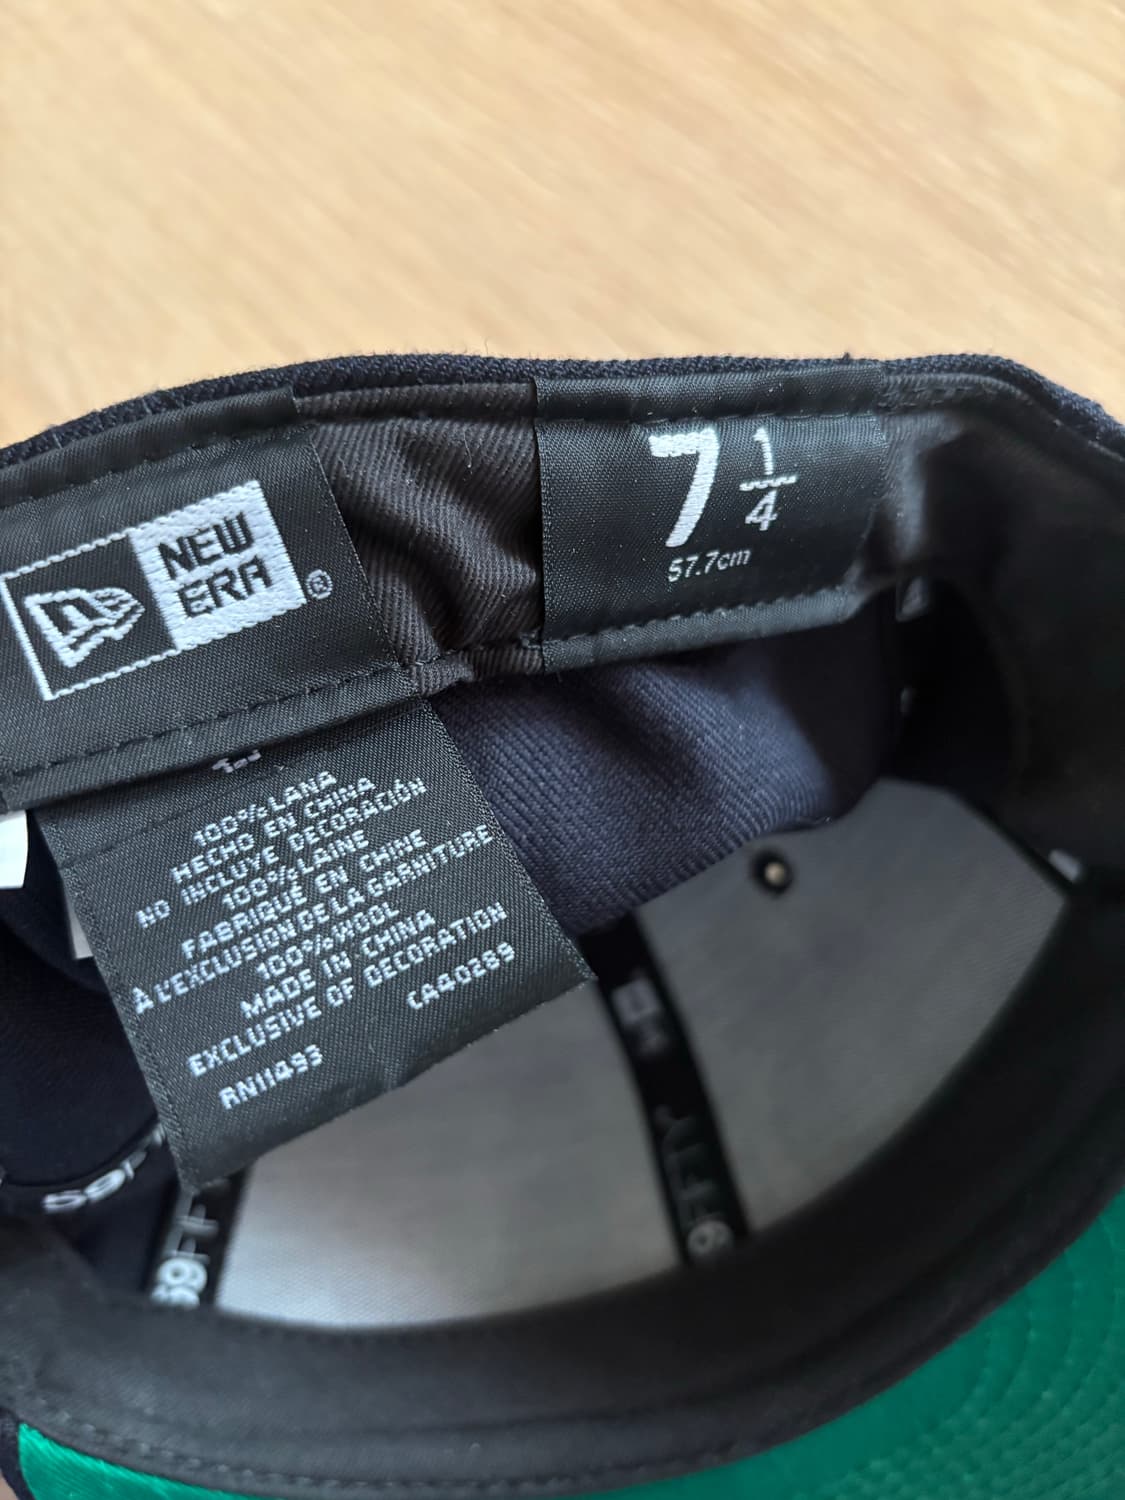 NEW
ERA
®
7 1/4
57.7cm
100% LANA
HECHO EN CHINA
NO INCLUYE DECORACIÓN
100% LAINE
FABRIQUÉ EN CHINE
À L'EXCLUSION DE LA GARNITURE
100% WOOL
MADE IN CHINA
EXCLUSIVE OF DECORATION
RN11493 CA40289